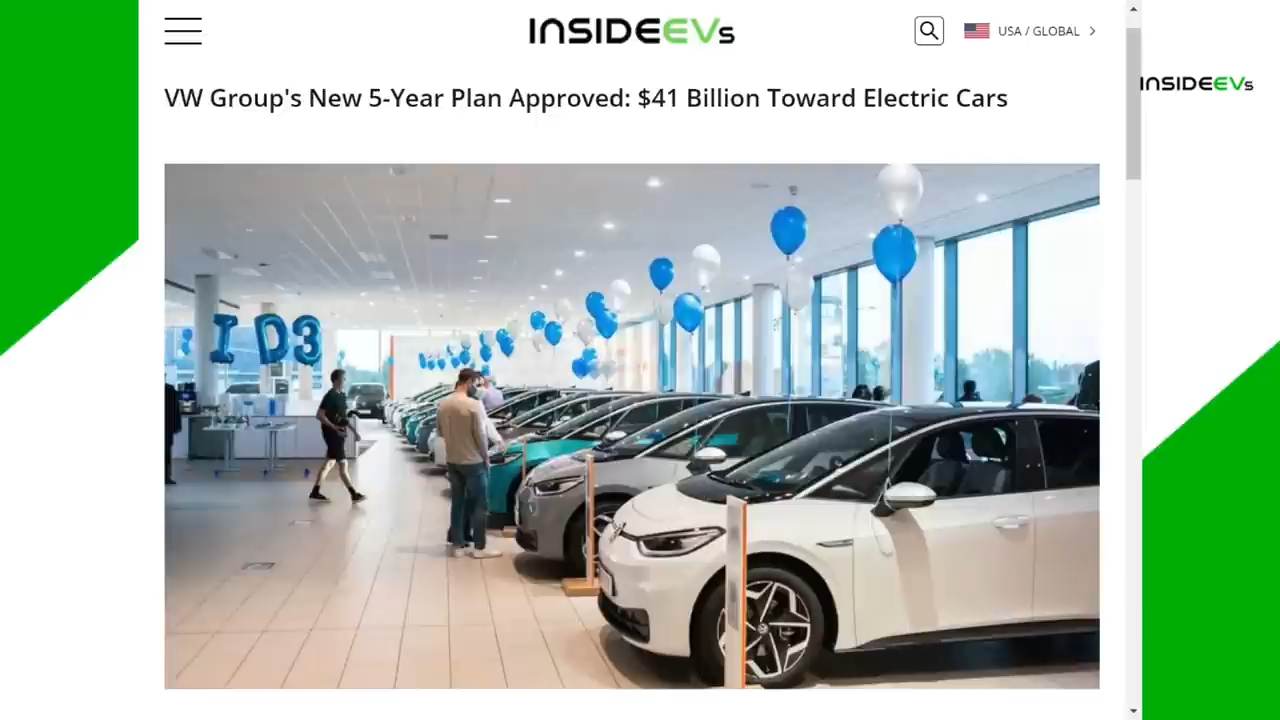 INSIDEEVs
USA / GLOBAL
INSIDEEVs
VW Group's New 5-Year Plan Approved: $41 Billion Toward Electric Cars
ID3